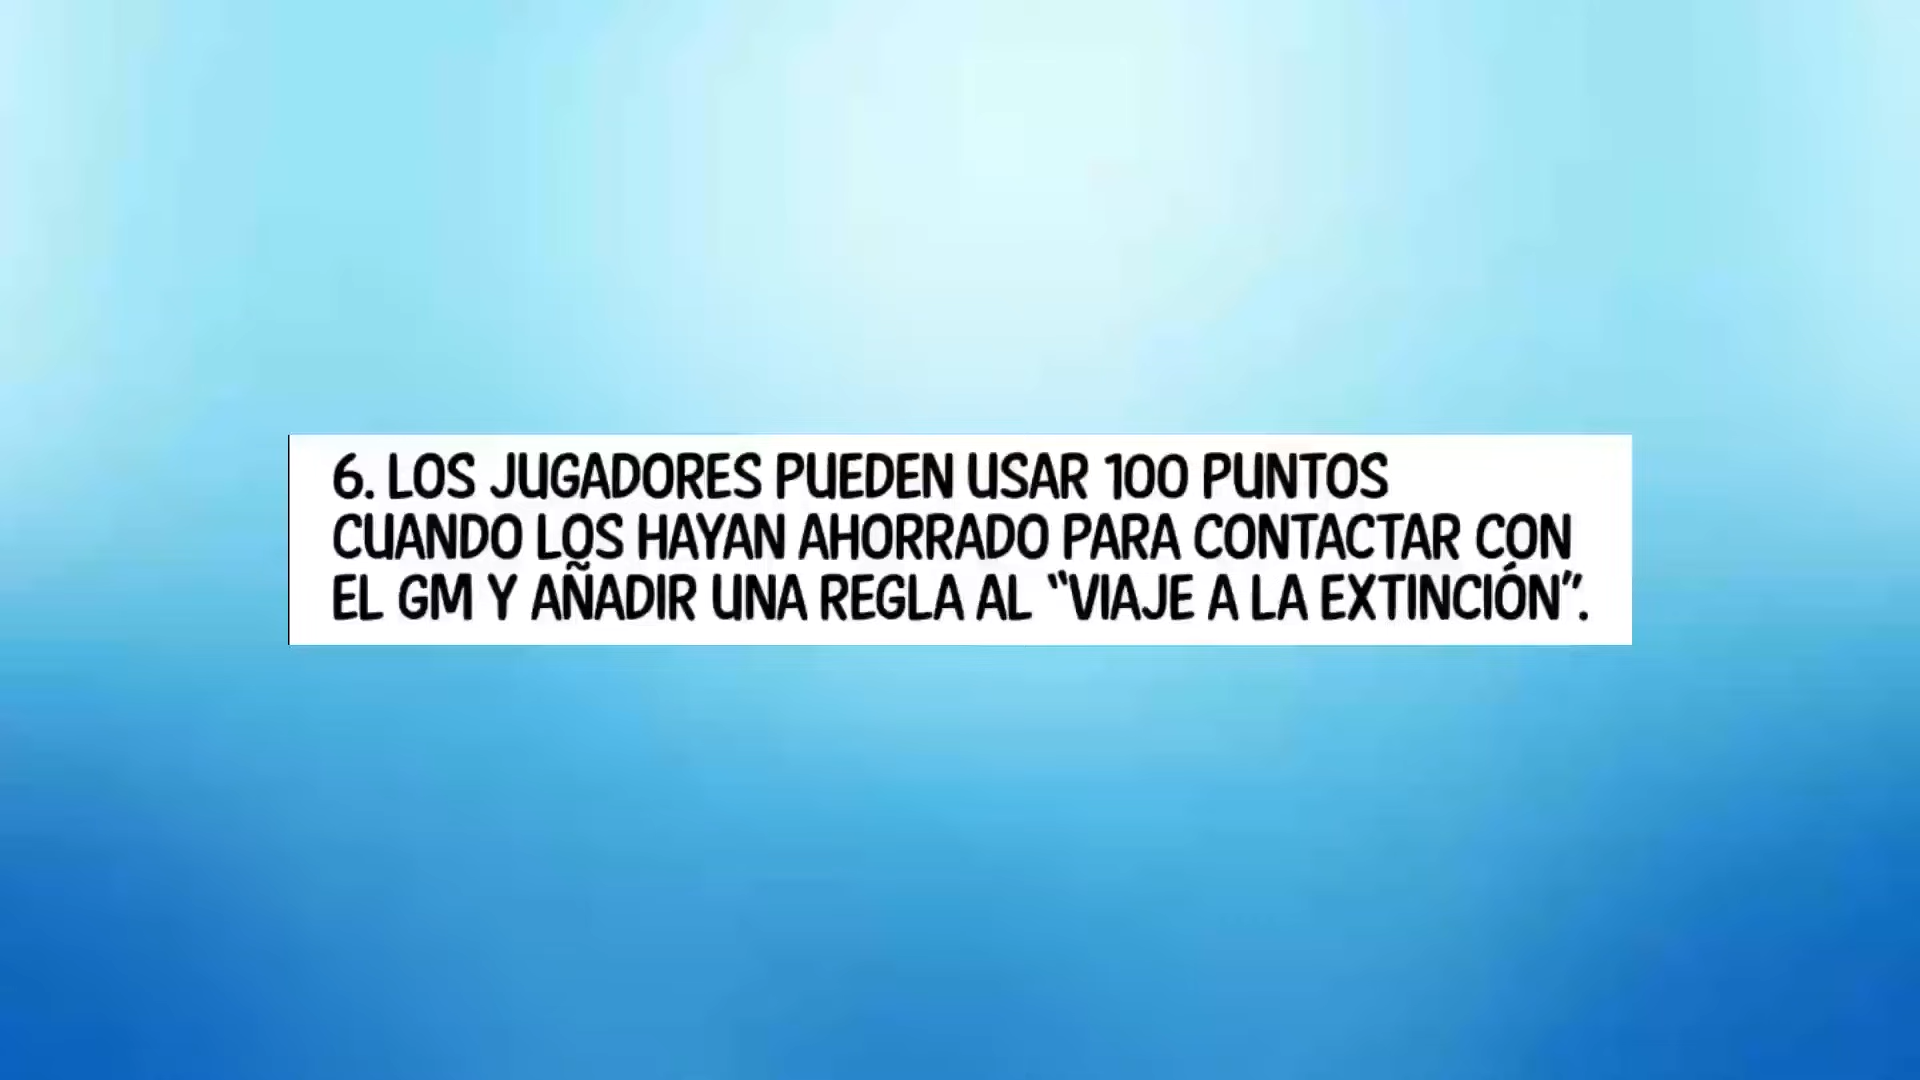 6. LOS JUGADORES PUEDEN USAR 100 PUNTOS
CUANDO LOS HAYAN AHORRADO PARA CONTACTAR CON
EL GM Y AÑADIR UNA REGLA AL “VIAJE A LA EXTINCIÓN”.